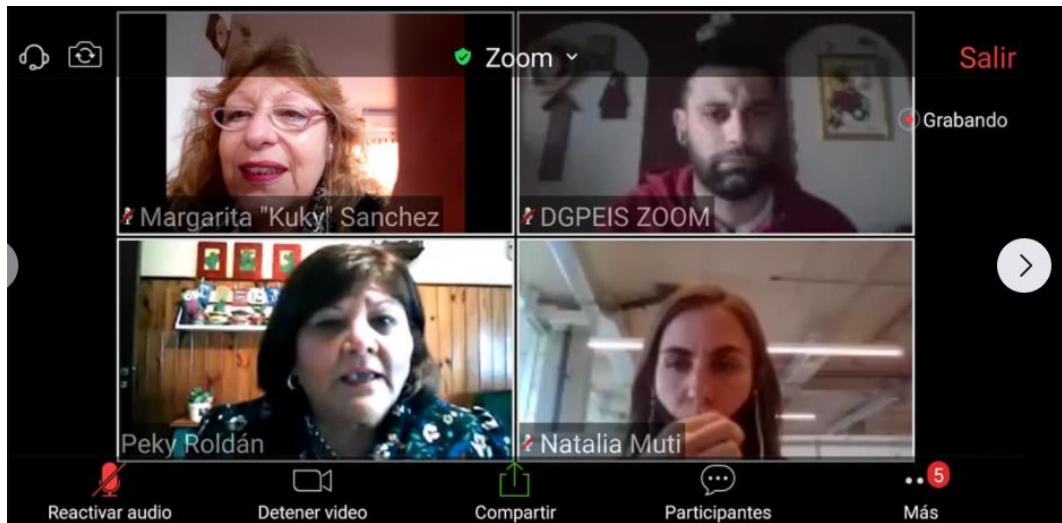 Zoom
Salir
Grabando
Margarita "Kuky" Sanchez
DGPEIS ZOOM
Peky Roldán
Natalia Muti
5
Reactivar audio
Detener video
Compartir
Participantes
Más